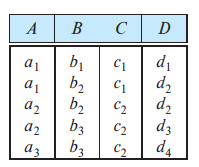 A B C D
a₁ b₁ c₁ d₁
a₁ b₂ c₁ d₂
a₂ b₂ c₂ d₂
a₂ b₃ c₂ d₃
a₃ b₃ c₂ d₄